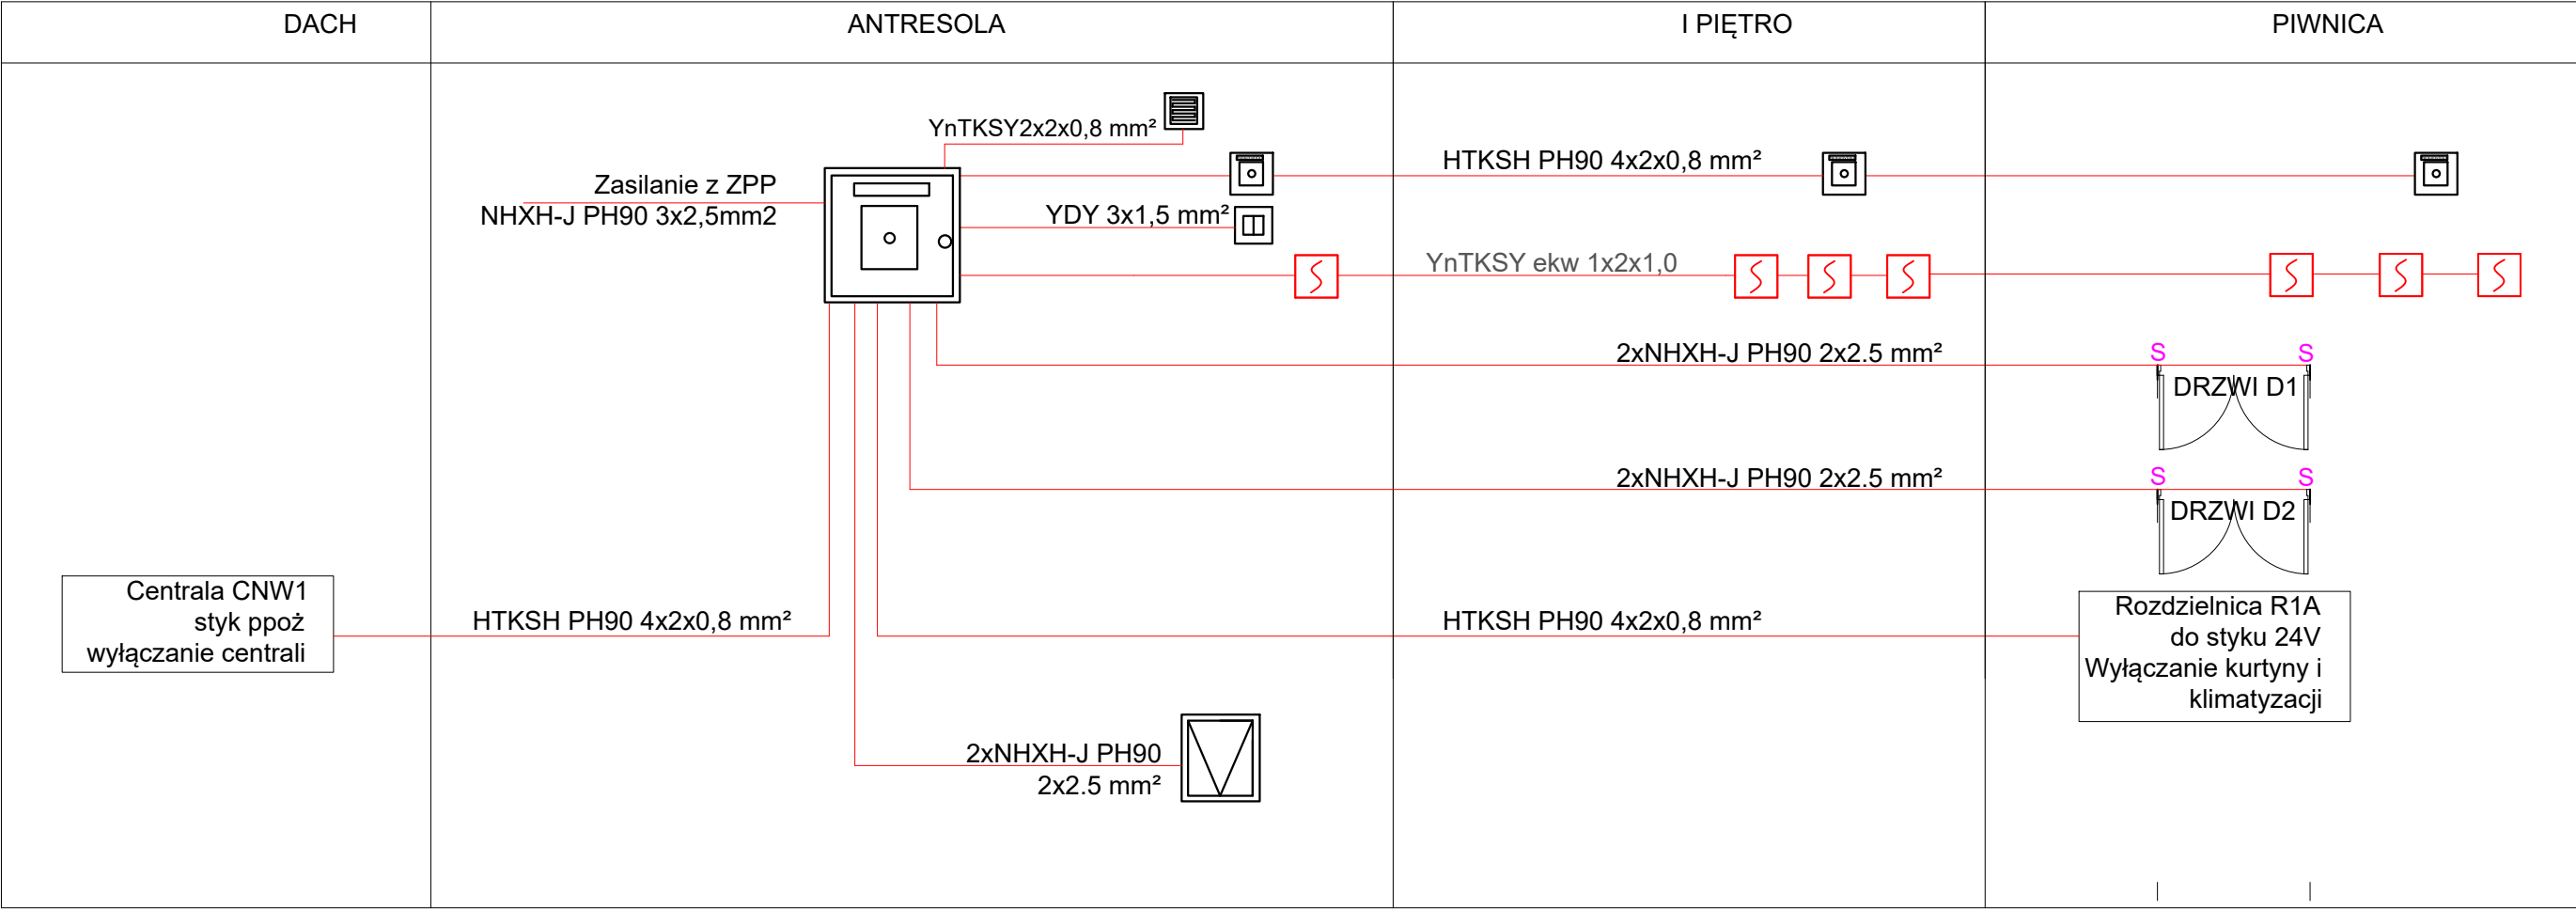 DACH
ANTRESOLA
I PIĘTRO
PIWNICA
YnTKSY2x2x0,8 mm²
HTKSH PH90 4x2x0,8 mm²
Zasilanie z ZPP
NHXH-J PH90 3x2,5mm2
YDY 3x1,5 mm²
YnTKSY ekw 1x2x1,0
2xNHXH-J PH90 2x2.5 mm²
S
S
DRZWI D1
2xNHXH-J PH90 2x2.5 mm²
S
S
DRZWI D2
Centrala CNW1
styk ppoż
wyłączanie centrali
HTKSH PH90 4x2x0,8 mm²
HTKSH PH90 4x2x0,8 mm²
Rozdzielnica R1A
do styku 24V
Wyłączanie kurtyny i
klimatyzacji
2xNHXH-J PH90
2x2.5 mm²